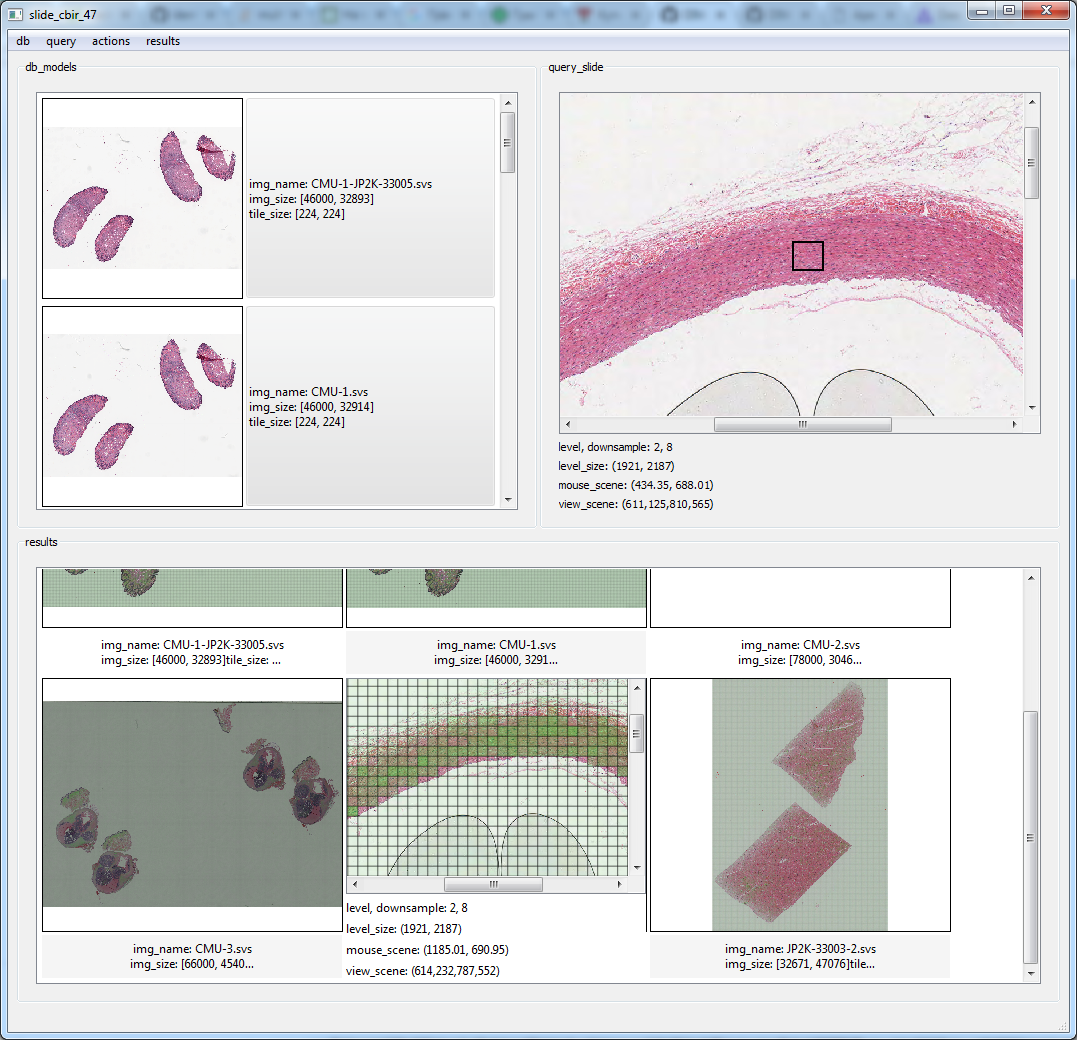 slide_cbir_47
db query actions results
db_models
img_name: CMU-1-JP2K-33005.svs
img_size: [46000, 32893]
tile_size: [224, 224]
img_name: CMU-1.svs
img_size: [46000, 32914]
tile_size: [224, 224]
query_slide
level, downsample: 2, 8
level_size: (1921, 2187)
mouse_scene: (434.35, 688.01)
view_scene: (611,125,810,565)
results
img_name: CMU-1-JP2K-33005.svs
img_size: [46000, 32893]tile_size: ...
img_name: CMU-1.svs
img_size: [46000, 3291...
img_name: CMU-2.svs
img_size: [78000, 3046...
img_name: CMU-3.svs
img_size: [66000, 4540...
level, downsample: 2, 8
level_size: (1921, 2187)
mouse_scene: (1185.01, 690.95)
view_scene: (614,232,787,552)
img_name: JP2K-33003-2.svs
img_size: [32671, 47076]tile...